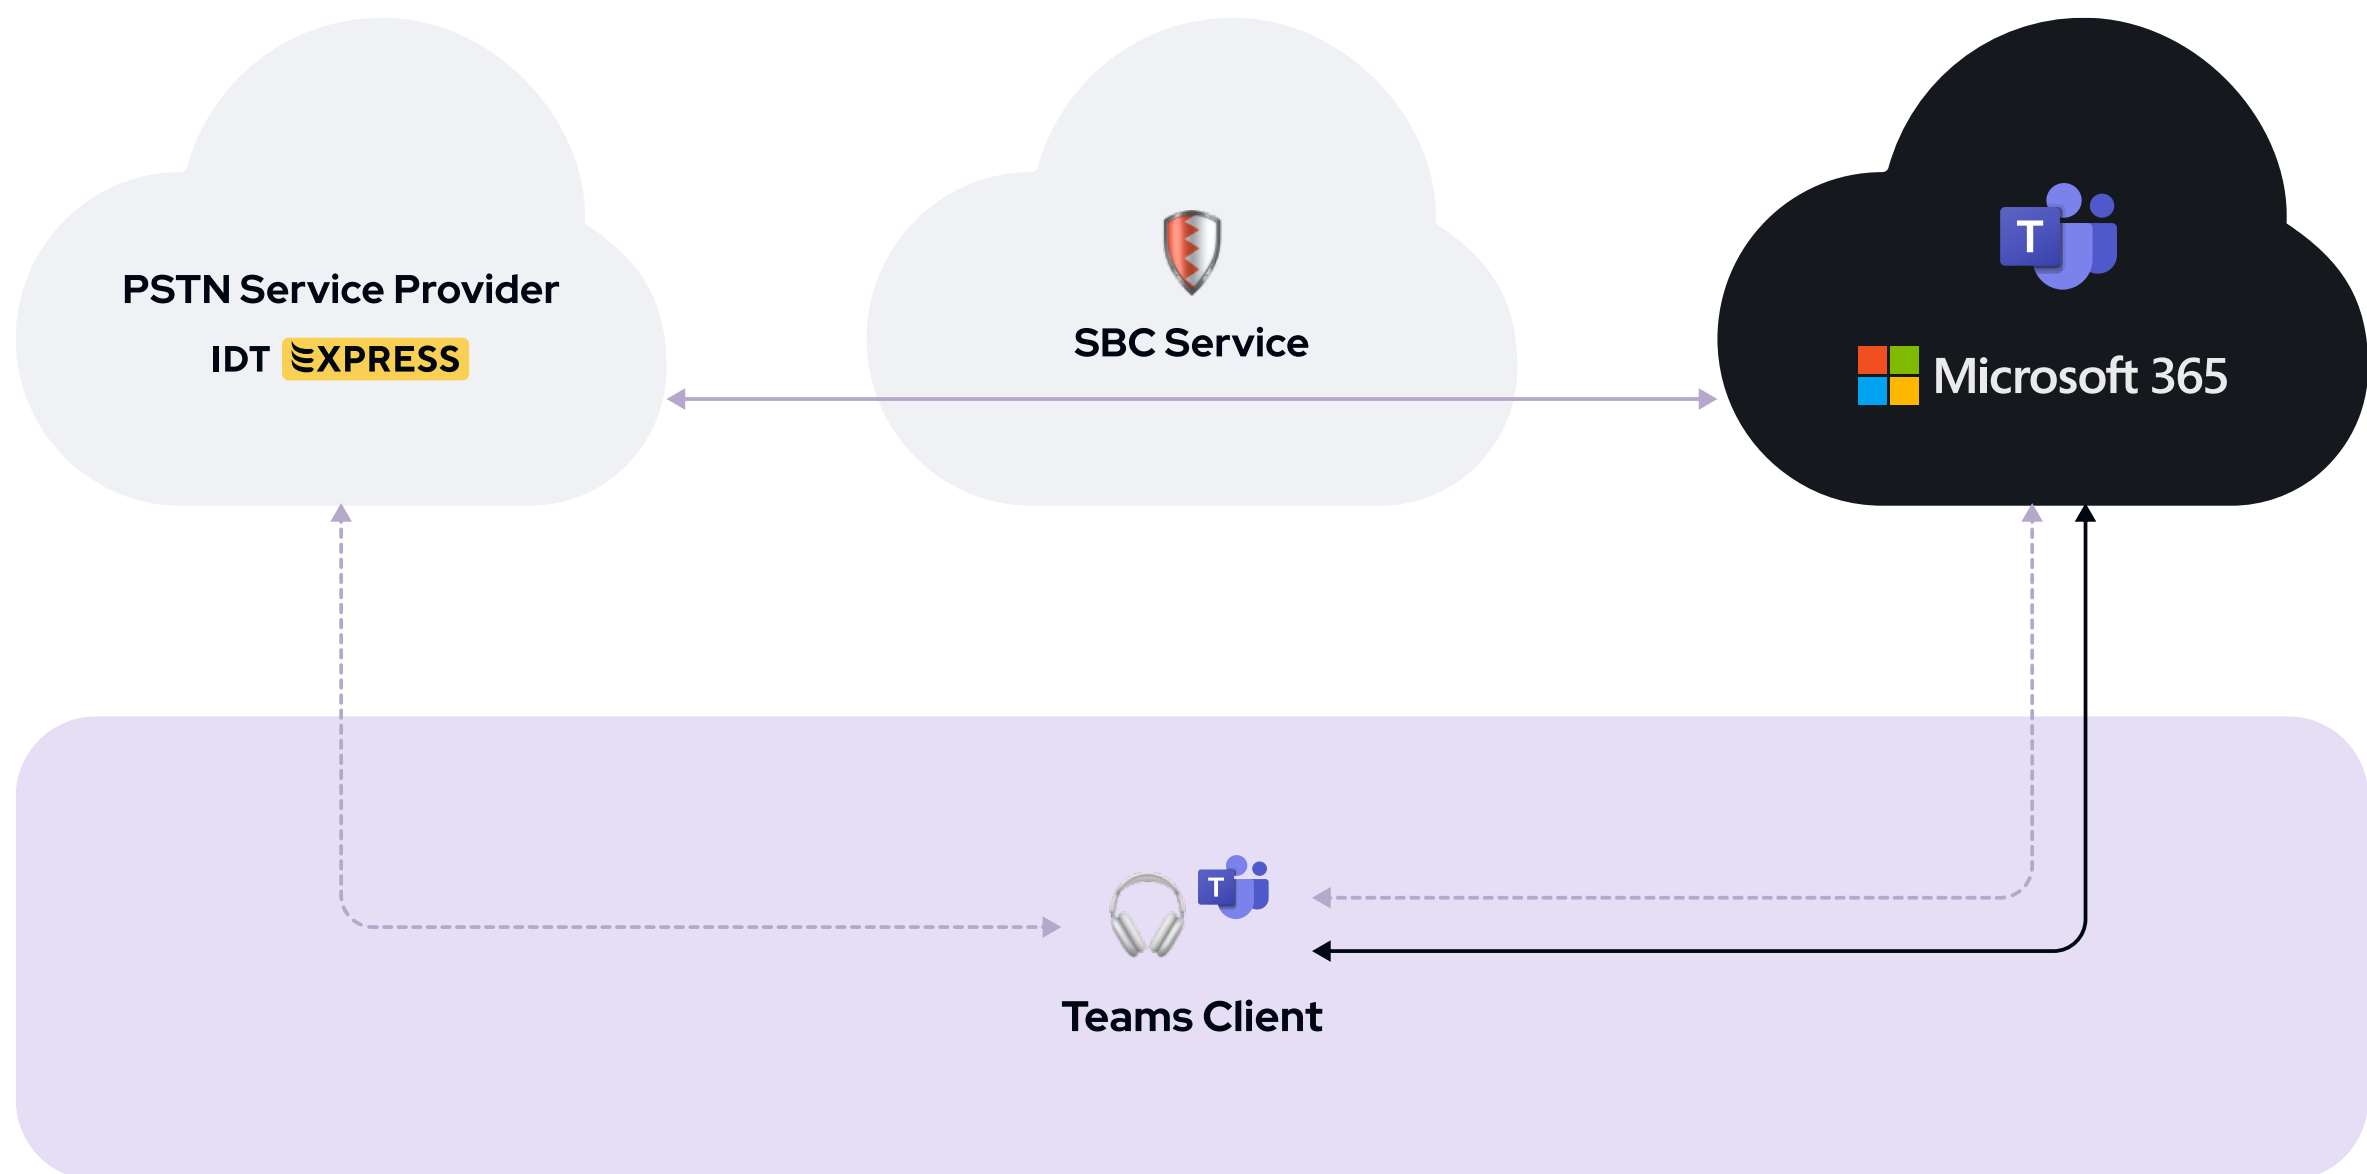 PSTN Service Provider
IDT EXPRESS
SBC Service
T
Microsoft 365
T
Teams Client